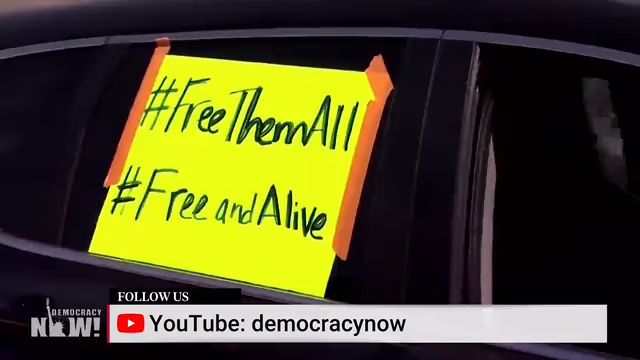 #FreeThemAll
#FreeandAlive
FOLLOW US
DEMOCRACY
NOW!
YouTube: democracynow